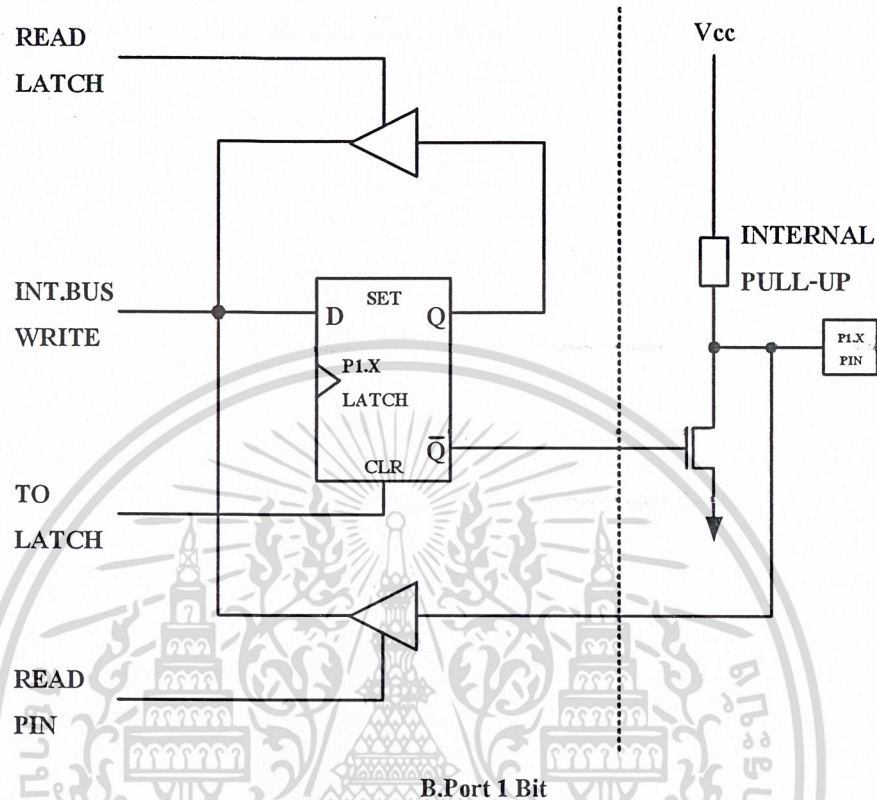 READ
LATCH
Vcc
INTERNAL
PULL-UP
INT.BUS
WRITE
D
SET
Q
P1.X
LATCH
Q̅
CLR
P1.X
PIN
TO
LATCH
READ
PIN
B.Port 1 Bit